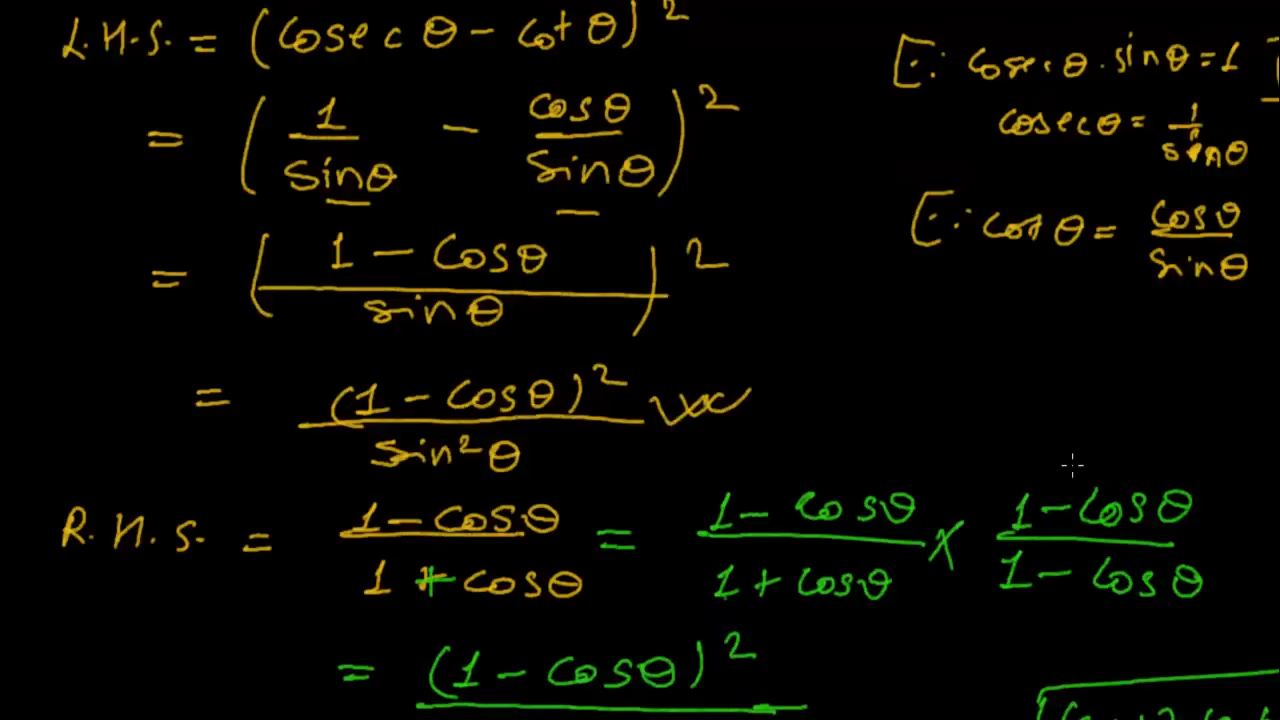 L.H.S. = (cosec θ - cot θ)²
= (1/sinθ - cosθ/sinθ)²
= ((1 - cosθ)/sinθ)²
= (1 - cosθ)²/sin²θ
[∵ cosecθ . sinθ = 1
cosecθ = 1/sinθ
[∵ cot θ = cosθ/sinθ
R.H.S. = (1 - cosθ)/(1 + cosθ) = (1 - cosθ)/(1 + cosθ) × (1 - cosθ)/(1 - cosθ)
= (1 - cosθ)²